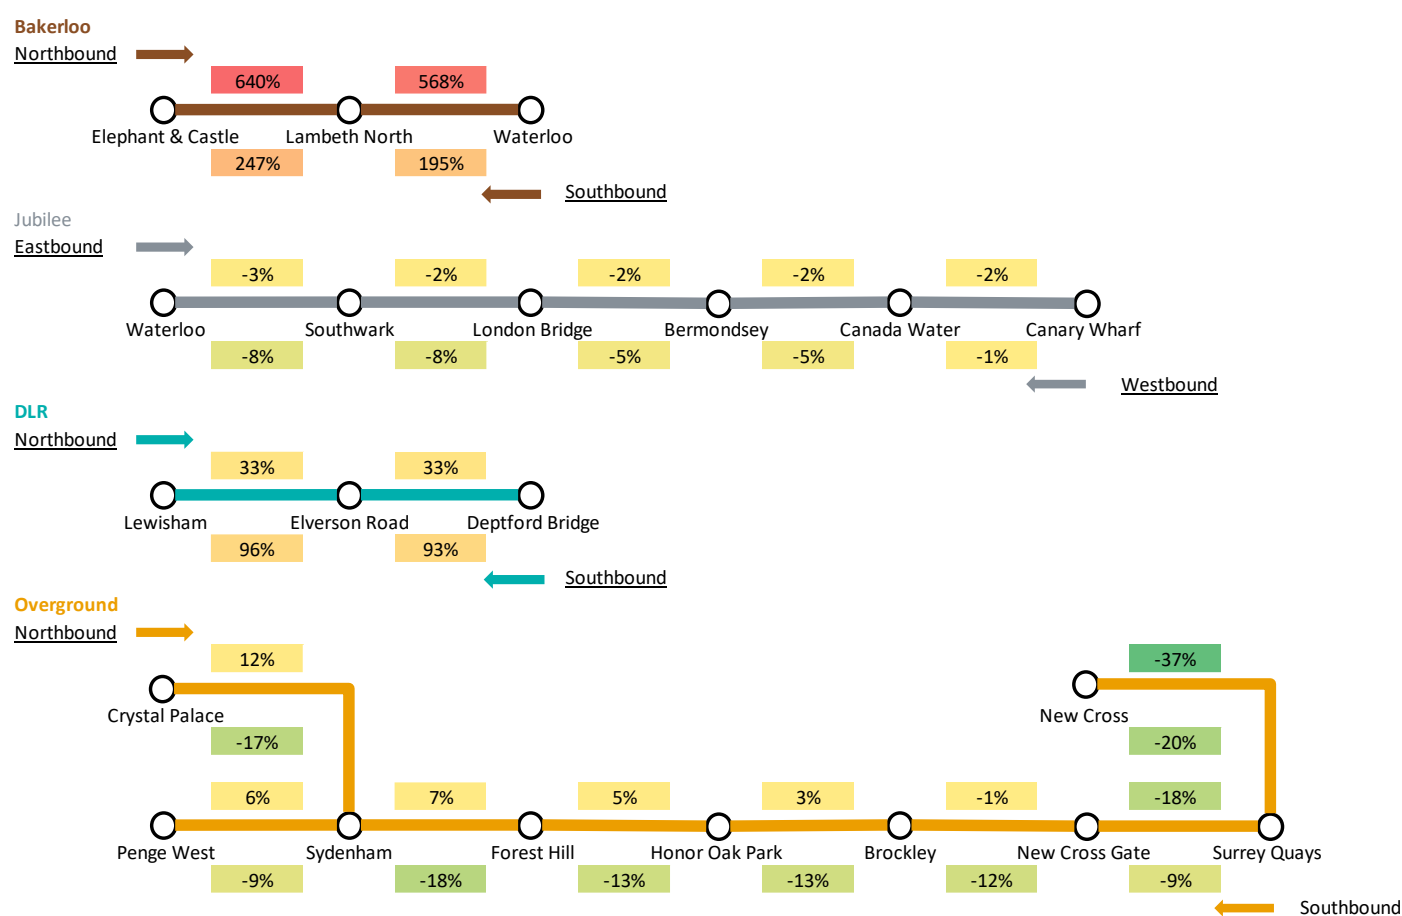 Bakerloo
Northbound
640% 568%
Elephant & Castle Lambeth North Waterloo
247% 195%
Southbound
Jubilee
Eastbound
-3% -2% -2% -2% -2%
Waterloo Southwark London Bridge Bermondsey Canada Water Canary Wharf
-8% -8% -5% -5% -1%
Westbound
DLR
Northbound
33% 33%
Lewisham Elverson Road Deptford Bridge
96% 93%
Southbound
Overground
Northbound
12% -37%
Crystal Palace New Cross
-17% -20%
6% 7% 5% 3% -1% -18%
Penge West Sydenham Forest Hill Honor Oak Park Brockley New Cross Gate Surrey Quays
-9% -18% -13% -13% -12% -9%
Southbound